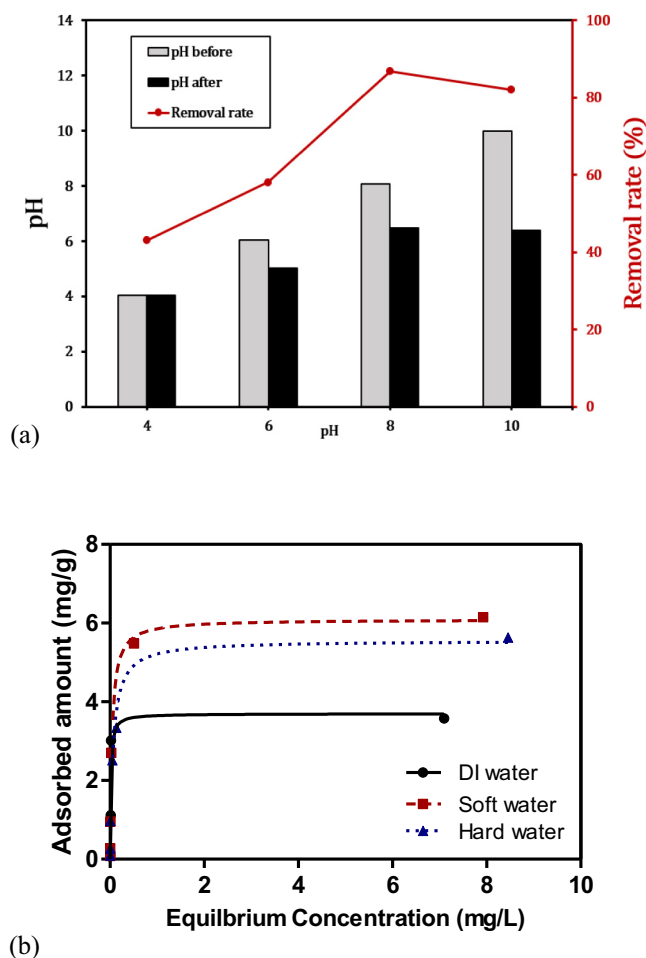 14
12
10
8
6
4
2
0
pH
pH before
pH after
Removal rate
100
80
60
40
20
0
Removal rate (%)
4
6
8
10
pH
(a)
8
6
4
2
0
Adsorbed amount (mg/g)
DI water
Soft water
Hard water
0
2
4
6
8
10
Equilbrium Concentration (mg/L)
(b)